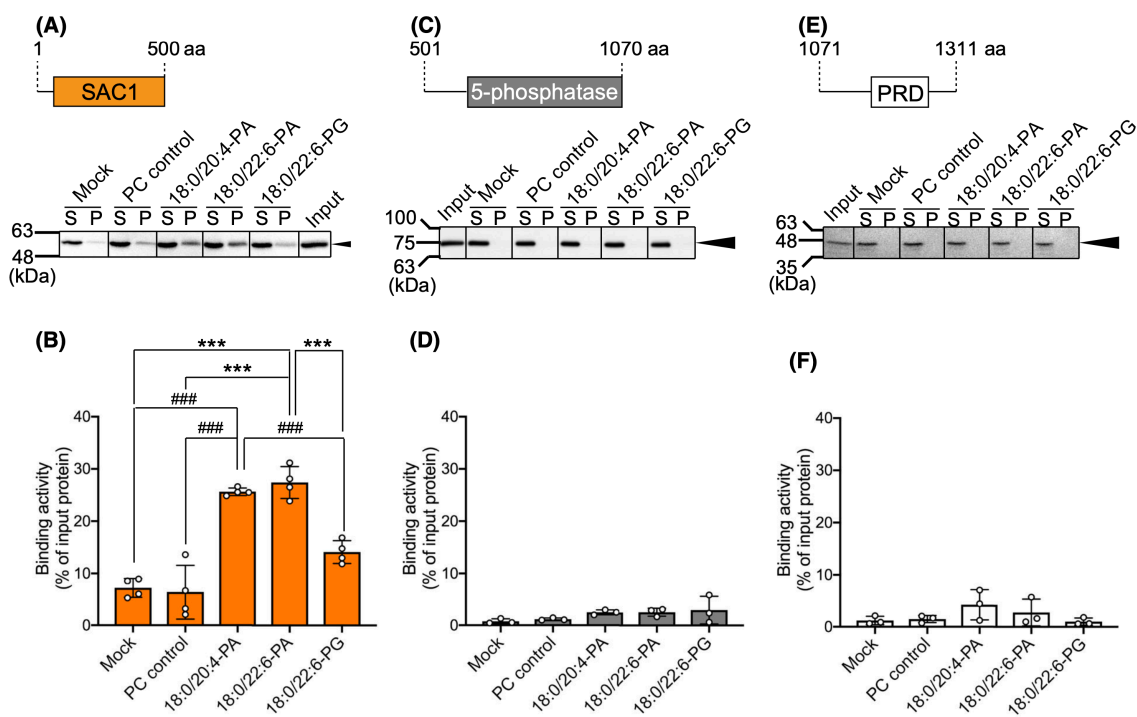 (A)
1 500 aa
SAC1
Mock PC control 18:0/20:4-PA 18:0/22:6-PA 18:0/22:6-PG Input
S P S P S P S P S P
63
48
(kDa)
(C)
501 1070 aa
5-phosphatase
Input Mock PC control 18:0/20:4-PA 18:0/22:6-PA 18:0/22:6-PG
S P S P S P S P S P
100
75
63
(kDa)
(E)
1071 1311 aa
PRD
Input Mock PC control 18:0/20:4-PA 18:0/22:6-PA 18:0/22:6-PG
S P S P S P S P S P
63
48
35
(kDa)
(B)
*** ***
***
###
### ###
Binding activity
(% of input protein)
40
30
20
10
0
Mock PC control 18:0/20:4-PA 18:0/22:6-PA 18:0/22:6-PG
(D)
Binding activity
(% of input protein)
40
30
20
10
0
Mock PC control 18:0/20:4-PA 18:0/22:6-PA 18:0/22:6-PG
(F)
Binding activity
(% of input protein)
40
30
20
10
0
Mock PC control 18:0/20:4-PA 18:0/22:6-PA 18:0/22:6-PG